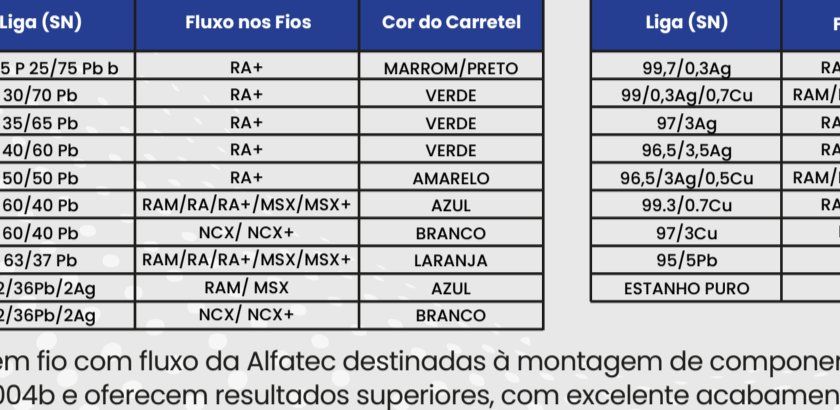 Liga (SN) Fluxo nos Fios Cor do Carretel
5 P 25/75 Pb b RA+ MARROM/PRETO
30/70 Pb RA+ VERDE
35/65 Pb RA+ VERDE
40/60 Pb RA+ VERDE
50/50 Pb RA+ AMARELO
60/40 Pb RAM/RA/RA+/MSX/MSX+ AZUL
60/40 Pb NCX/ NCX+ BRANCO
63/37 Pb RAM/RA/RA+/MSX/MSX+ LARANJA
2/36Pb/2Ag RAM/ MSX AZUL
2/36Pb/2Ag NCX/ NCX+ BRANCO
Liga (SN) F
99,7/0,3Ag RA
99/0,3Ag/0,7Cu RAM/
97/3Ag RA
96,5/3,5Ag RA
96,5/3Ag/0,5Cu RAM/
99.3/0.7Cu RA
97/3Cu
95/5Pb
ESTANHO PURO
em fio com fluxo da Alfatec destinadas à montagem de componen
004b e oferecem resultados superiores, com excelente acabamen